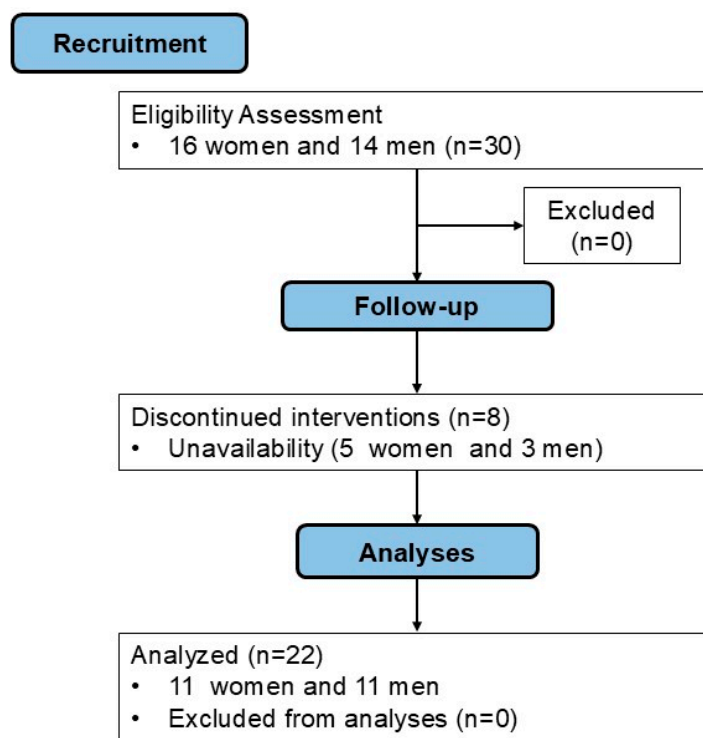 Recruitment
Eligibility Assessment
• 16 women and 14 men (n=30)
Excluded
(n=0)
Follow-up
Discontinued interventions (n=8)
• Unavailability (5 women and 3 men)
Analyses
Analyzed (n=22)
• 11 women and 11 men
• Excluded from analyses (n=0)